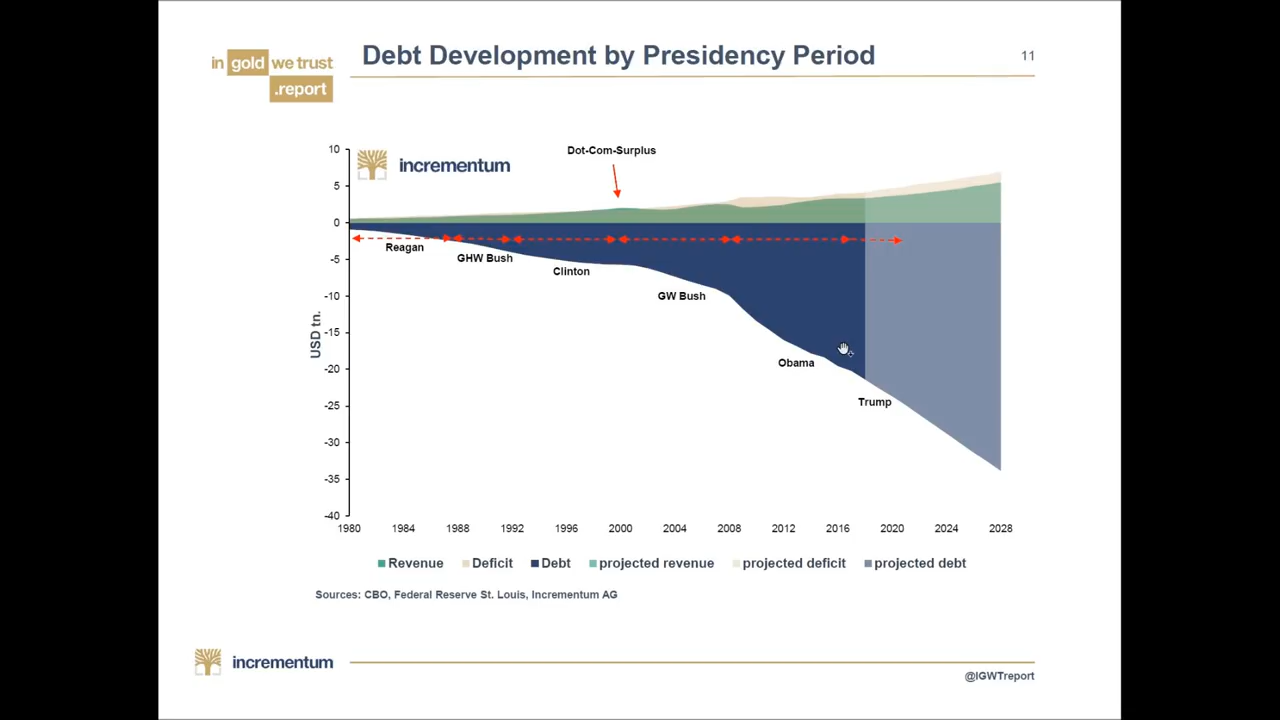 in gold we trust
.report
Debt Development by Presidency Period
11
incrementum
Dot-Com-Surplus
10
5
0
-5
-10
-15
-20
-25
-30
-35
-40
USD tn.
Reagan
GHW Bush
Clinton
GW Bush
Obama
Trump
1980 1984 1988 1992 1996 2000 2004 2008 2012 2016 2020 2024 2028
Revenue Deficit Debt projected revenue projected deficit projected debt
Sources: CBO, Federal Reserve St. Louis, Incrementum AG
incrementum
@IGWTreport